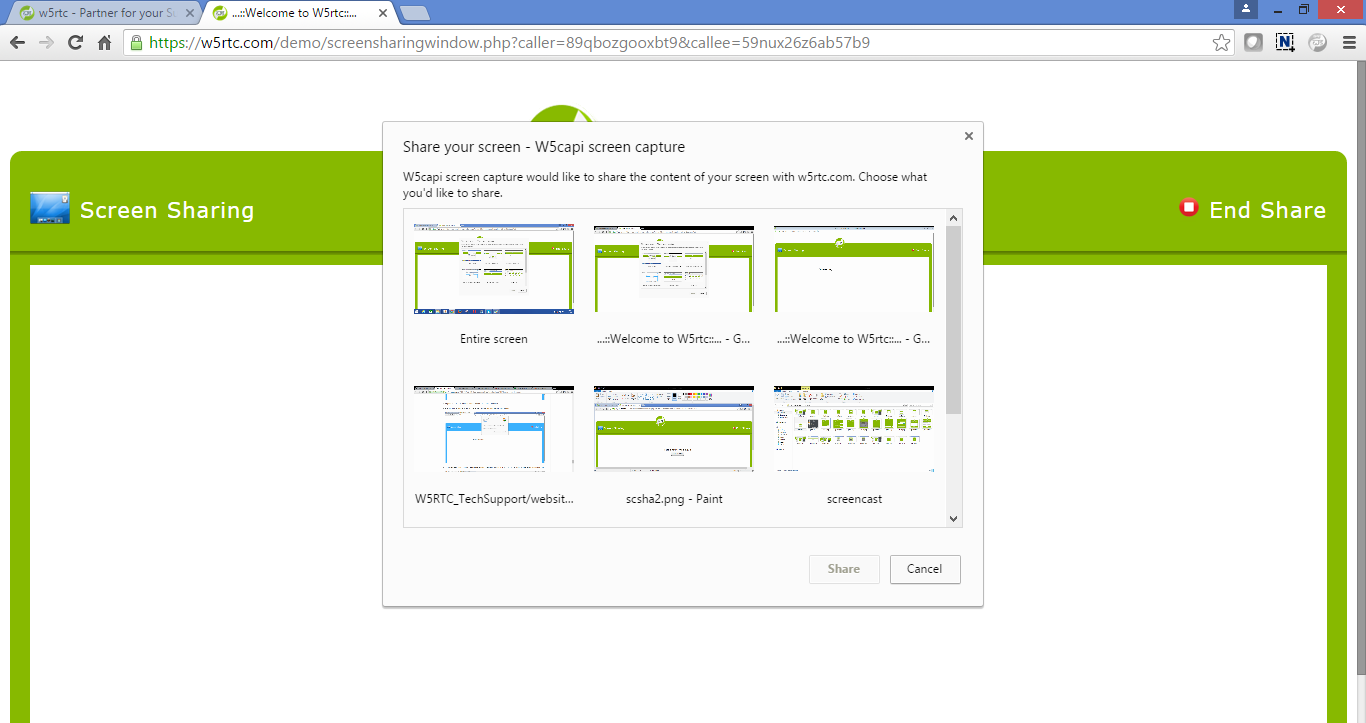 w5rtc - Partner for your Su
...::Welcome to W5rtc::...
https://w5rtc.com/demo/screensharingwindow.php?caller=89qbozgooxbt9&callee=59nux26z6ab57b9
Share your screen - W5capi screen capture
W5capi screen capture would like to share the content of your screen with w5rtc.com. Choose what
you'd like to share.
Screen Sharing
End Share
Entire screen
...::Welcome to W5rtc::... - G...
...::Welcome to W5rtc::... - G...
W5RTC_TechSupport/websit...
scsha2.png - Paint
screencast
Share
Cancel